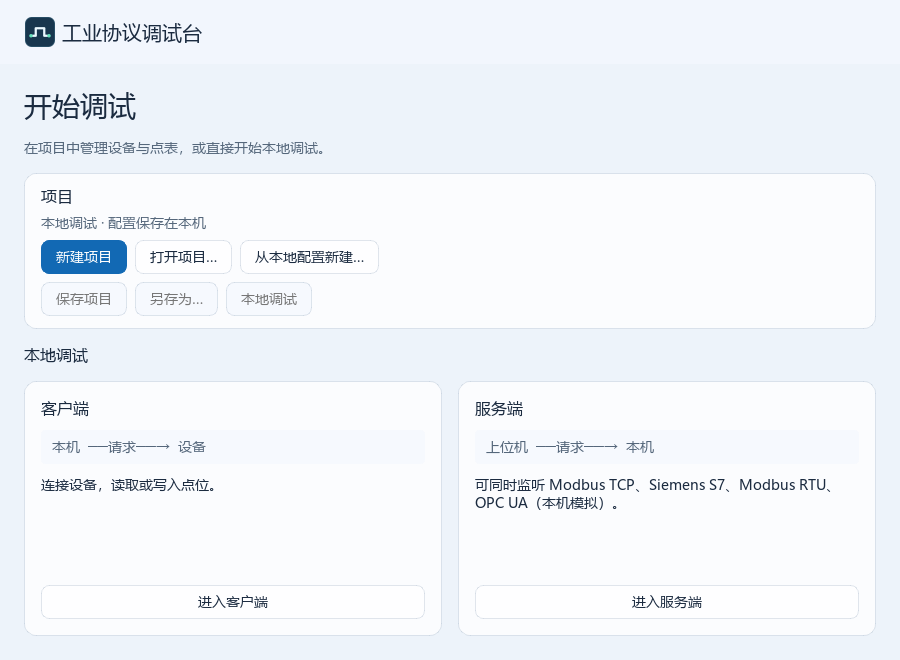 工业协议调试台
开始调试
在项目中管理设备与点表，或直接开始本地调试。
项目
本地调试 · 配置保存在本机
新建项目
打开项目...
从本地配置新建...
保存项目
另存为...
本地调试
本地调试
客户端
本机 ──请求──→ 设备
连接设备，读取或写入点位。
进入客户端
服务端
上位机 ──请求──→ 本机
可同时监听 Modbus TCP、Siemens S7、Modbus RTU、
OPC UA（本机模拟）。
进入服务端